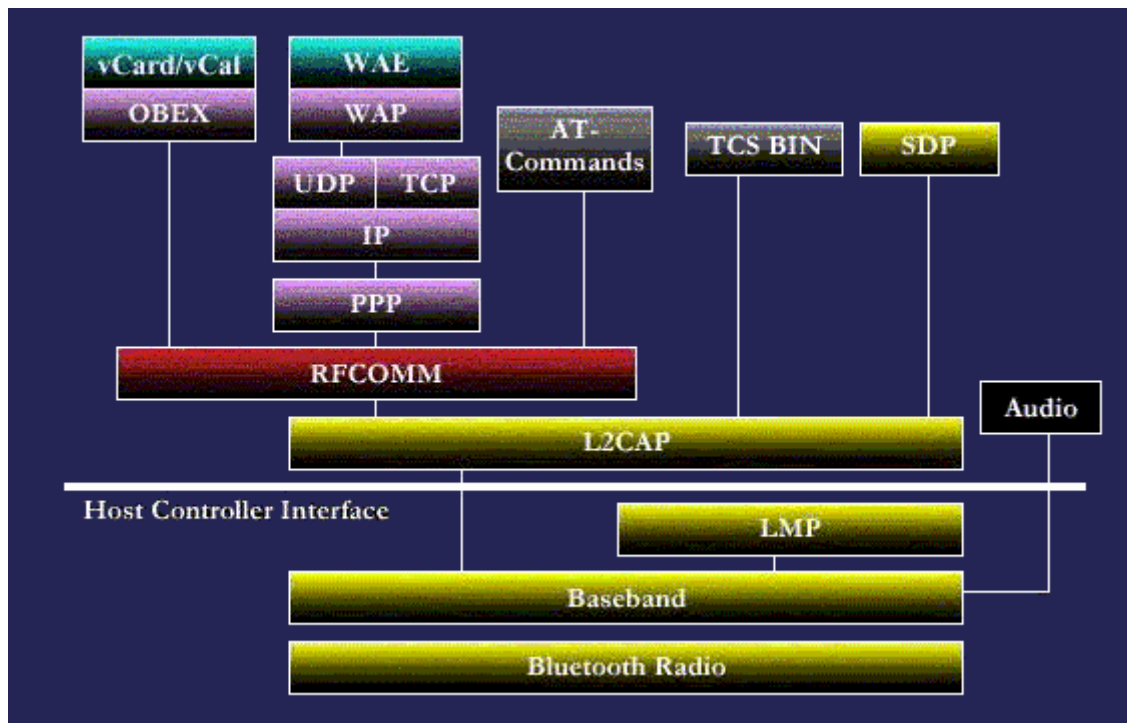 vCard/vCal
OBEX
WAE
WAP
UDP
TCP
IP
PPP
AT-
Commands
TCS BIN
SDP
RFCOMM
L2CAP
Audio
Host Controller Interface
LMP
Baseband
Bluetooth Radio